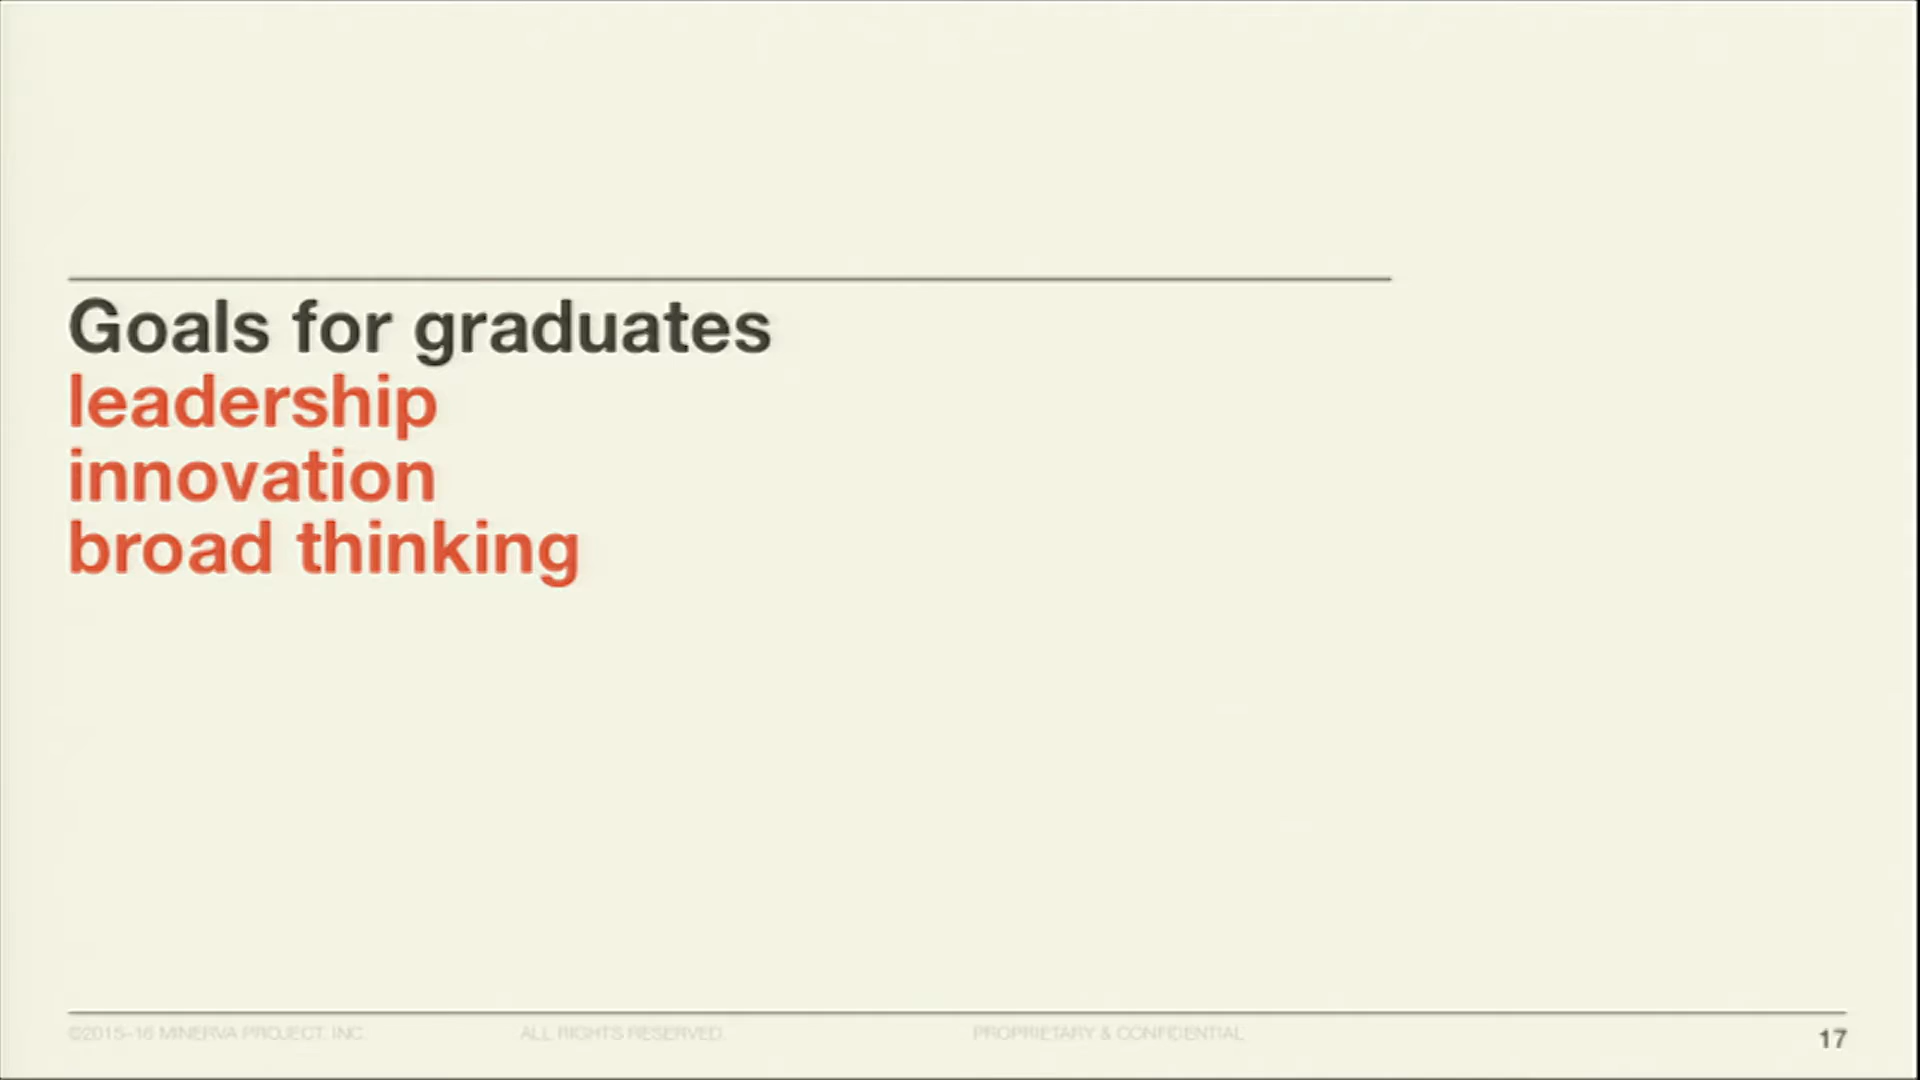 Goals for graduates
leadership
innovation
broad thinking
©2015–16 MINERVA PROJECT, INC.
ALL RIGHTS RESERVED.
PROPRIETARY & CONFIDENTIAL
17